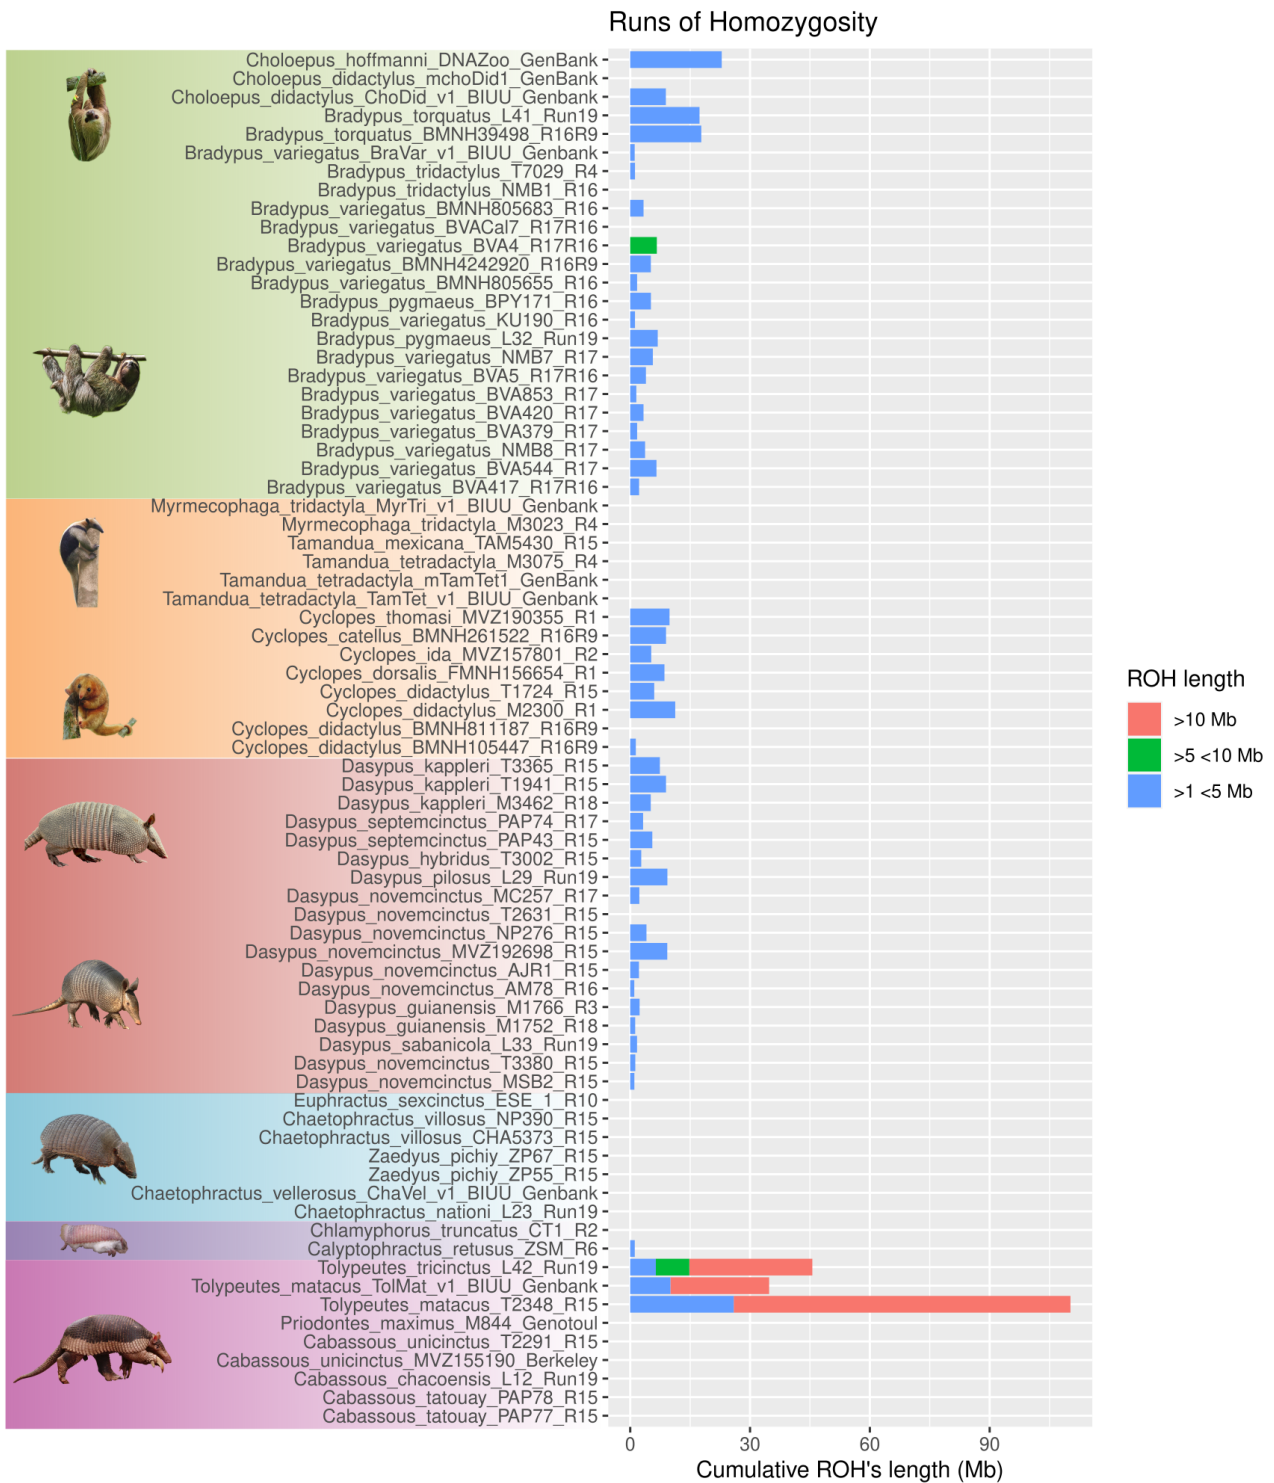 Runs of Homozygosity
Choloepus_hoffmanni_DNAZoo_GenBank
Choloepus_didactylus_mchoDid1_GenBank
Choloepus_didactylus_ChoDid_v1_BIUU_Genbank
Bradypus_torquatus_L41_Run19
Bradypus_torquatus_BMNH39498_R16R9
Bradypus_variegatus_BraVar_v1_BIUU_Genbank
Bradypus_tridactylus_T7029_R4
Bradypus_tridactylus_NMB1_R16
Bradypus_variegatus_BMNH805683_R16
Bradypus_variegatus_BVACal7_R17R16
Bradypus_variegatus_BVA4_R17R16
Bradypus_variegatus_BMNH4242920_R16R9
Bradypus_variegatus_BMNH805655_R16
Bradypus_pygmaeus_BPY171_R16
Bradypus_variegatus_KU190_R16
Bradypus_pygmaeus_L32_Run19
Bradypus_variegatus_NMB7_R17
Bradypus_variegatus_BVA5_R17R16
Bradypus_variegatus_BVA853_R17
Bradypus_variegatus_BVA420_R17
Bradypus_variegatus_BVA379_R17
Bradypus_variegatus_NMB8_R17
Bradypus_variegatus_BVA544_R17
Bradypus_variegatus_BVA417_R17R16
Myrmecophaga_tridactyla_MyrTri_v1_BIUU_Genbank
Myrmecophaga_tridactyla_M3023_R4
Tamandua_mexicana_TAM5430_R15
Tamandua_tetradactyla_M3075_R4
Tamandua_tetradactyla_mTamTet1_GenBank
Tamandua_tetradactyla_TamTet_v1_BIUU_Genbank
Cyclopes_thomasi_MVZ190355_R1
Cyclopes_catellus_BMNH261522_R16R9
Cyclopes_ida_MVZ157801_R2
Cyclopes_dorsalis_FMNH156654_R1
Cyclopes_didactylus_T1724_R15
Cyclopes_didactylus_M2300_R1
Cyclopes_didactylus_BMNH811187_R16R9
Cyclopes_didactylus_BMNH105447_R16R9
Dasypus_kappleri_T3365_R15
Dasypus_kappleri_T1941_R15
Dasypus_kappleri_M3462_R18
Dasypus_septemcinctus_PAP74_R17
Dasypus_septemcinctus_PAP43_R15
Dasypus_hybridus_T3002_R15
Dasypus_pilosus_L29_Run19
Dasypus_novemcinctus_MC257_R17
Dasypus_novemcinctus_T2631_R15
Dasypus_novemcinctus_NP276_R15
Dasypus_novemcinctus_MVZ192698_R15
Dasypus_novemcinctus_AJR1_R15
Dasypus_novemcinctus_AM78_R16
Dasypus_guianensis_M1766_R3
Dasypus_guianensis_M1752_R18
Dasypus_sabanicola_L33_Run19
Dasypus_novemcinctus_T3380_R15
Dasypus_novemcinctus_MSB2_R15
Euphractus_sexcinctus_ESE_1_R10
Chaetophractus_villosus_NP390_R15
Chaetophractus_villosus_CHA5373_R15
Zaedyus_pichiy_ZP67_R15
Zaedyus_pichiy_ZP55_R15
Chaetophractus_vellerosus_ChaVel_v1_BIUU_Genbank
Chaetophractus_nationi_L23_Run19
Chlamyphorus_truncatus_CT1_R2
Calyptophractus_retusus_ZSM_R6
Tolypeutes_tricinctus_L42_Run19
Tolypeutes_matacus_TolMat_v1_BIUU_Genbank
Tolypeutes_matacus_T2348_R15
Priodontes_maximus_M844_Genotoul
Cabassous_unicinctus_T2291_R15
Cabassous_unicinctus_MVZ155190_Berkeley
Cabassous_chacoensis_L12_Run19
Cabassous_tatouay_PAP78_R15
Cabassous_tatouay_PAP77_R15
0 30 60 90
Cumulative ROH's length (Mb)
ROH length
>10 Mb
>5 <10 Mb
>1 <5 Mb